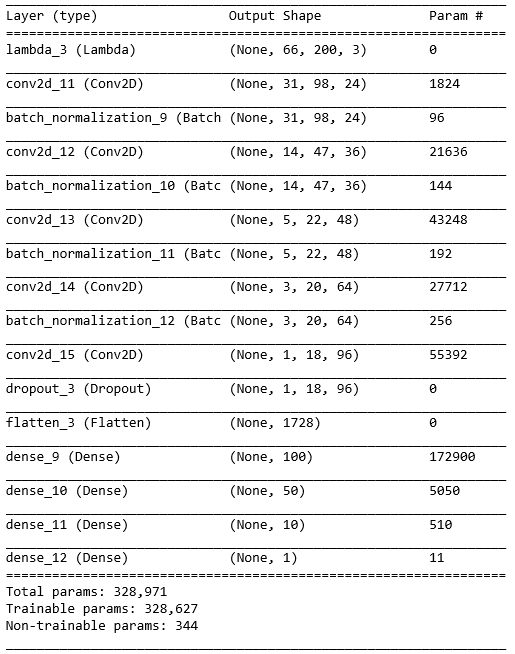 Layer (type) Output Shape Param #
lambda_3 (Lambda) (None, 66, 200, 3) 0
conv2d_11 (Conv2D) (None, 31, 98, 24) 1824
batch_normalization_9 (Batch (None, 31, 98, 24) 96
conv2d_12 (Conv2D) (None, 14, 47, 36) 21636
batch_normalization_10 (Batc (None, 14, 47, 36) 144
conv2d_13 (Conv2D) (None, 5, 22, 48) 43248
batch_normalization_11 (Batc (None, 5, 22, 48) 192
conv2d_14 (Conv2D) (None, 3, 20, 64) 27712
batch_normalization_12 (Batc (None, 3, 20, 64) 256
conv2d_15 (Conv2D) (None, 1, 18, 96) 55392
dropout_3 (Dropout) (None, 1, 18, 96) 0
flatten_3 (Flatten) (None, 1728) 0
dense_9 (Dense) (None, 100) 172900
dense_10 (Dense) (None, 50) 5050
dense_11 (Dense) (None, 10) 510
dense_12 (Dense) (None, 1) 11
Total params: 328,971
Trainable params: 328,627
Non-trainable params: 344